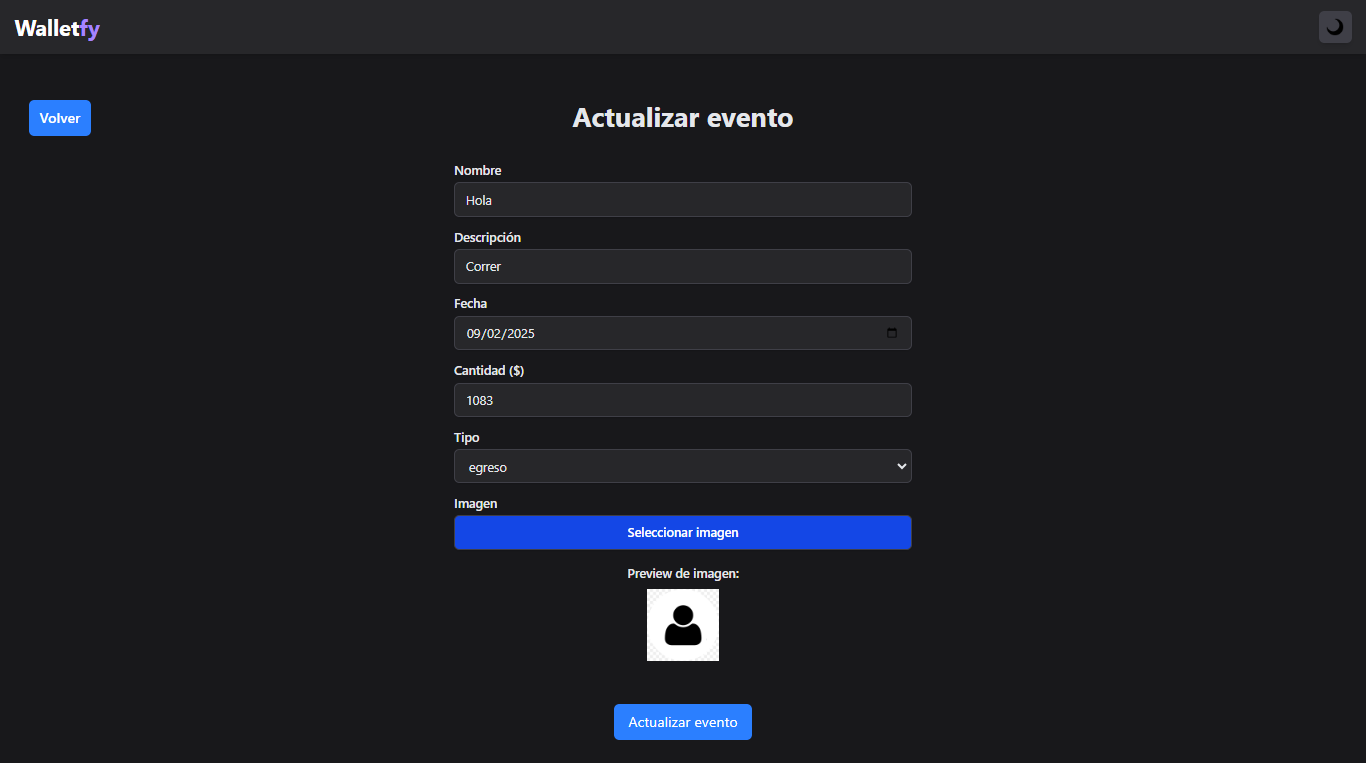 Walletfy
Volver
Actualizar evento
Nombre
Hola
Descripción
Correr
Fecha
09/02/2025
Cantidad ($)
1083
Tipo
egreso
Imagen
Seleccionar imagen
Preview de imagen:
Actualizar evento